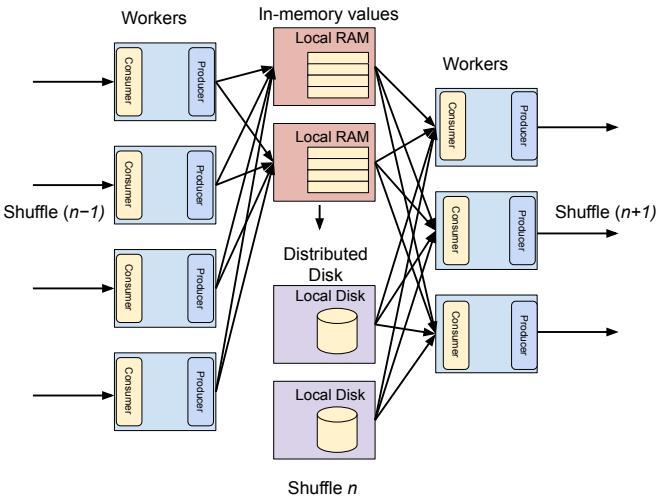 Workers
In-memory values
Local RAM
Workers
Consumer
Producer
Local RAM
Consumer
Producer
Consumer
Producer
Shuffle (n−1)
Consumer
Producer
Shuffle (n+1)
Distributed
Disk
Consumer
Producer
Local Disk
Consumer
Producer
Consumer
Producer
Local Disk
Shuffle n